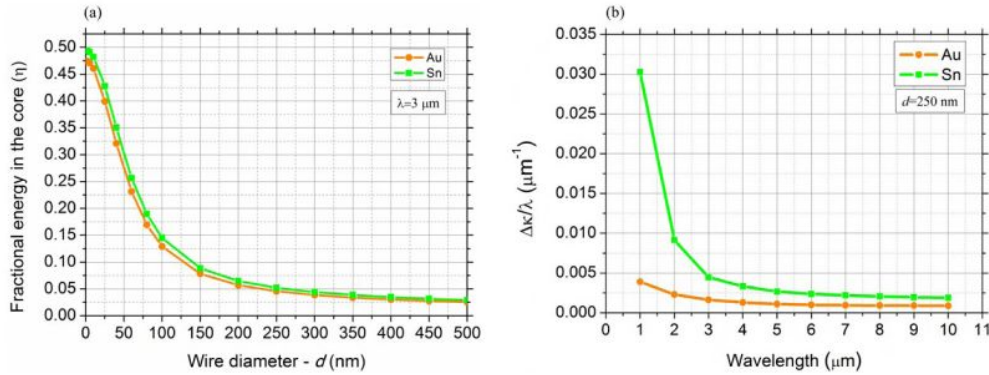 (a)
0.50
0.45
0.40
0.35
0.30
0.25
0.20
0.15
0.10
0.05
0.00
Fractional energy in the core (η)
Au
Sn
λ=3 μm
0 50 100 150 200 250 300 350 400 450 500
Wire diameter - d (nm)
(b)
0.035
0.030
0.025
0.020
0.015
0.010
0.005
0.000
Δκ/λ (μm⁻¹)
Au
Sn
d=250 nm
0 1 2 3 4 5 6 7 8 9 10 11
Wavelength (μm)